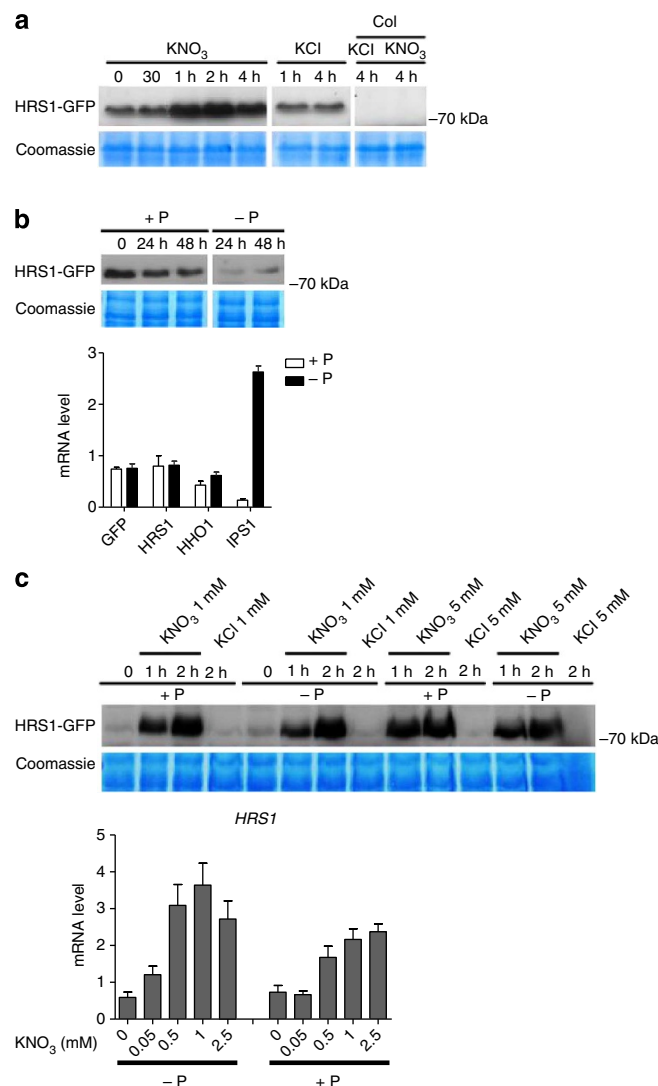 a
Col
KNO3 KCl KCl KNO3
0 30 1 h 2 h 4 h 1 h 4 h 4 h 4 h
HRS1-GFP
–70 kDa
Coomassie
b
+ P – P
0 24 h 48 h 24 h 48 h
HRS1-GFP
–70 kDa
Coomassie
3
2
1
0
mRNA level
+ P
– P
GFP HRS1 HHO1 IPS1
c
KNO3 1 mM KCl 1 mM KNO3 1 mM KCl 1 mM KNO3 5 mM KCl 5 mM KNO3 5 mM KCl 5 mM
0 1 h 2 h 2 h 0 1 h 2 h 2 h 1 h 2 h 2 h 1 h 2 h 2 h
+ P – P + P – P
HRS1-GFP
–70 kDa
Coomassie
HRS1
5
4
3
2
1
0
mRNA level
KNO3 (mM) 0 0.05 0.5 1 2.5 0 0.05 0.5 1 2.5
– P + P